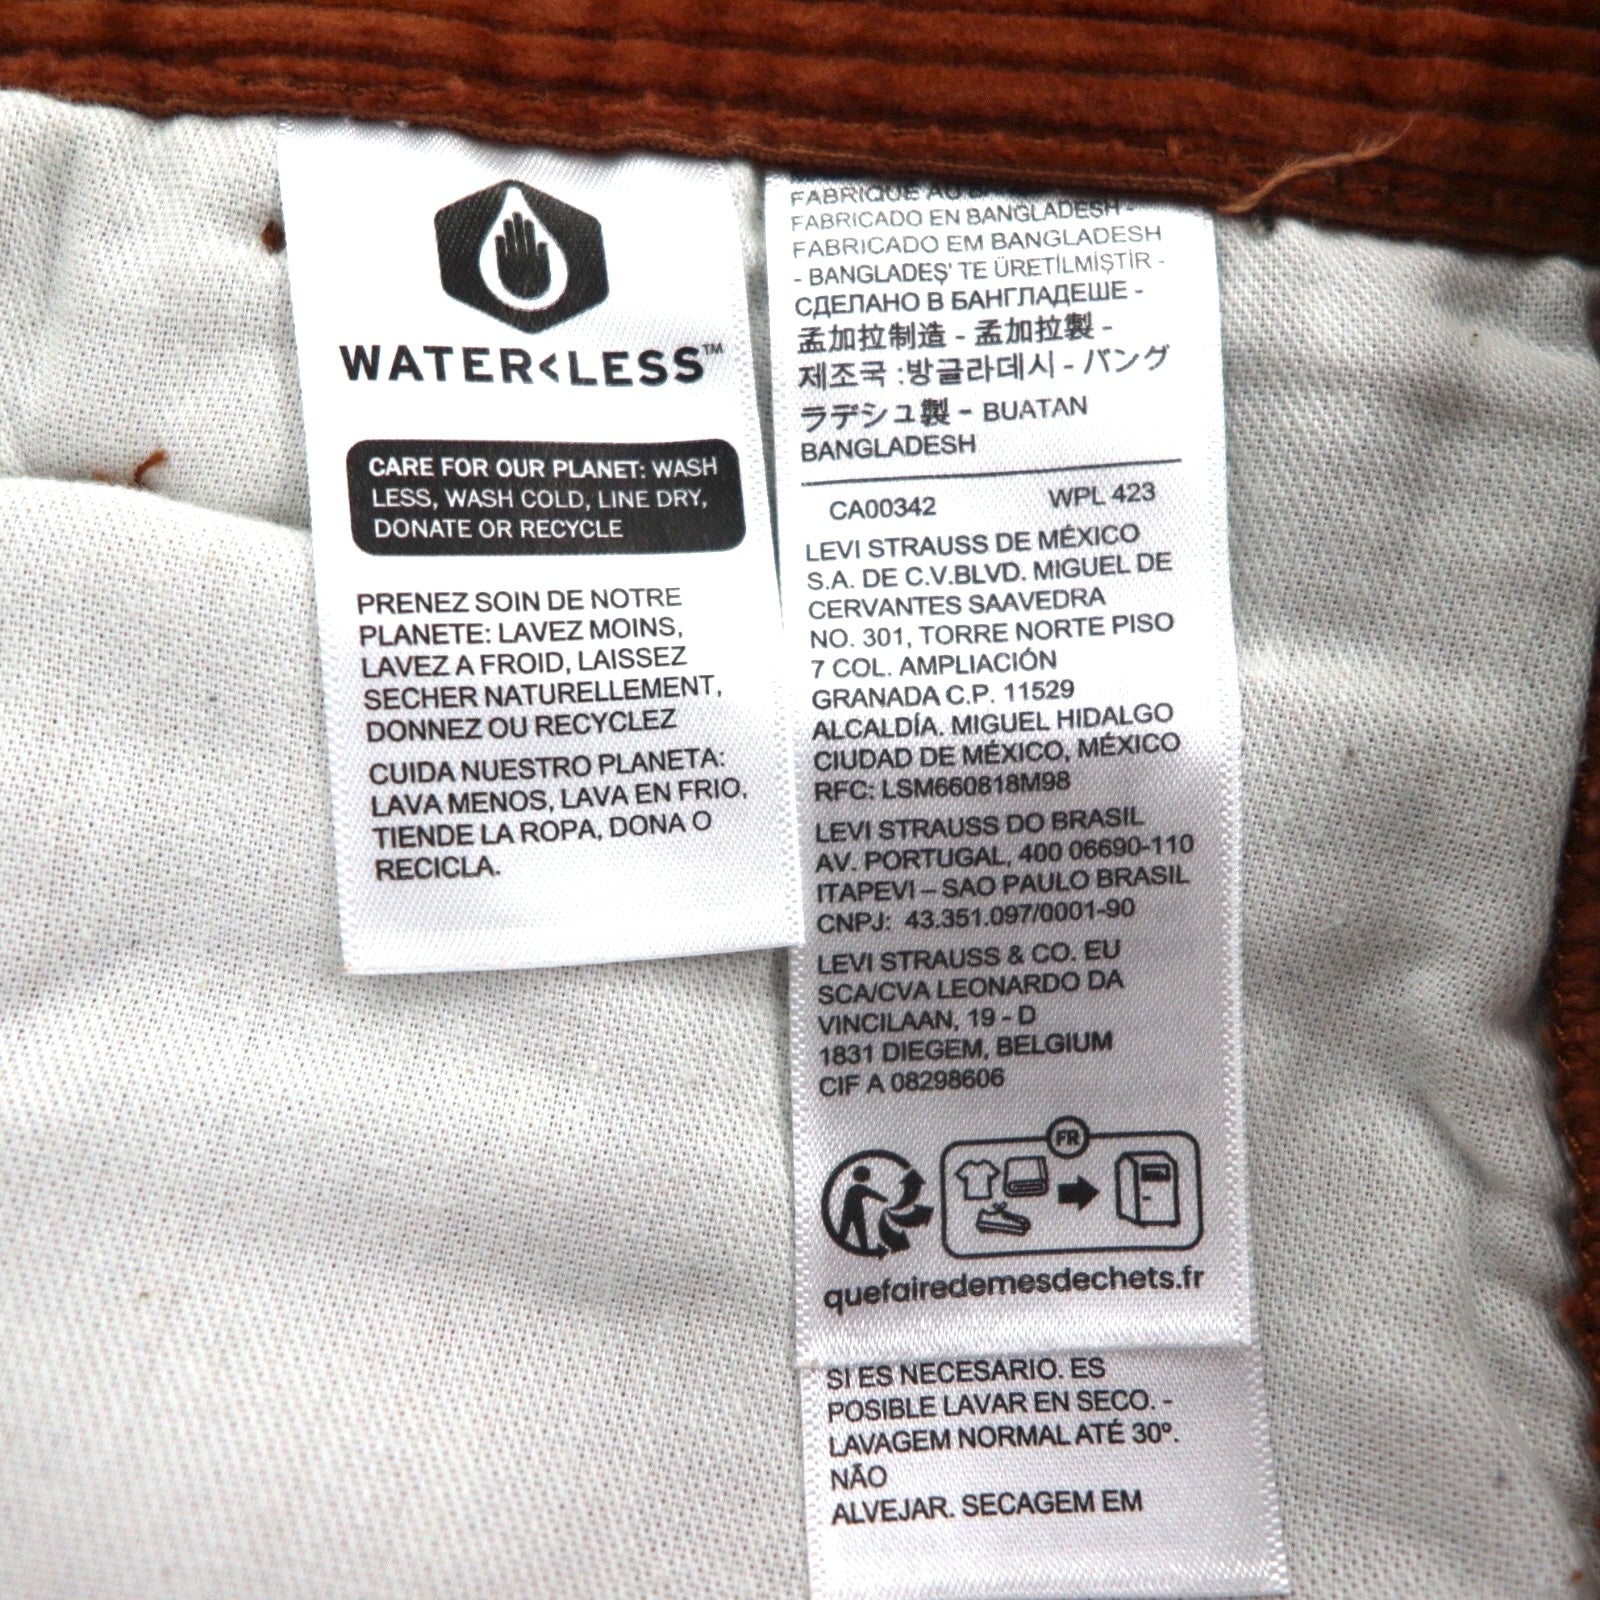 WATER<LESS™
CARE FOR OUR PLANET: WASH
LESS, WASH COLD, LINE DRY,
DONATE OR RECYCLE
PRENEZ SOIN DE NOTRE
PLANETE: LAVEZ MOINS,
LAVEZ A FROID, LAISSEZ
SECHER NATURELLEMENT,
DONNEZ OU RECYCLEZ
CUIDA NUESTRO PLANETA:
LAVA MENOS, LAVA EN FRIO,
TIENDE LA ROPA, DONA O
RECICLA.
FABRIQUE AU
FABRICADO EN BANGLADESH -
FABRICADO EM BANGLADESH
- BANGLADEŞ' TE ÜRETİLMİŞTİR -
СДЕЛАНО В БАНГЛАДЕШЕ -
孟加拉制造 - 孟加拉製 -
제조국 :방글라데시 - バング
ラデシュ製 - BUATAN
BANGLADESH
CA00342 WPL 423
LEVI STRAUSS DE MÉXICO
S.A. DE C.V.BLVD. MIGUEL DE
CERVANTES SAAVEDRA
NO. 301, TORRE NORTE PISO
7 COL. AMPLIACIÓN
GRANADA C.P. 11529
ALCALDÍA. MIGUEL HIDALGO
CIUDAD DE MÉXICO, MÉXICO
RFC: LSM660818M98
LEVI STRAUSS DO BRASIL
AV. PORTUGAL, 400 06690-110
ITAPEVI – SAO PAULO BRASIL
CNPJ: 43.351.097/0001-90
LEVI STRAUSS & CO. EU
SCA/CVA LEONARDO DA
VINCILAAN, 19 - D
1831 DIEGEM, BELGIUM
CIF A 08298606
FR
quefairedemesdechets.fr
SI ES NECESARIO. ES
POSIBLE LAVAR EN SECO. -
LAVAGEM NORMAL ATÉ 30º.
NÃO
ALVEJAR. SECAGEM EM